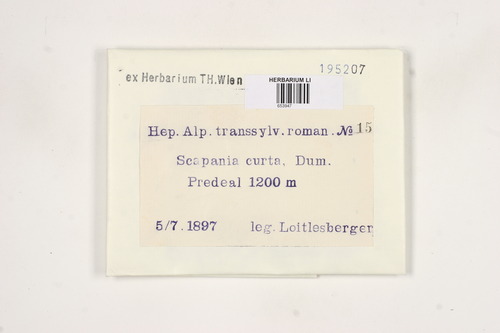 195207
ex Herbarium TH.Wien
HERBARIUM LI
Hep. Alp. transsylv. roman. № 15
Scapania curta, Dum.
Predeal 1200 m
5/7. 1897 leg. Loitlesberger